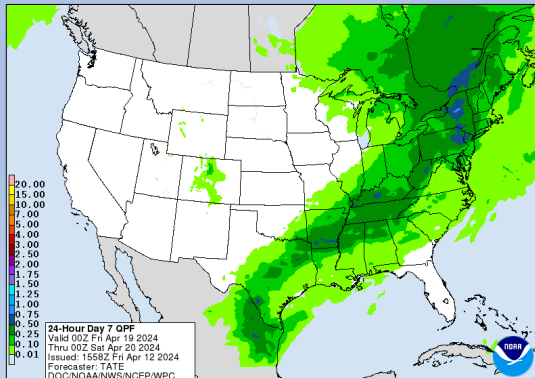 20.00
15.00
10.00
7.00
5.00
4.00
3.00
2.50
2.00
1.75
1.50
1.25
1.00
0.75
0.50
0.25
0.10
0.01
24-Hour Day 7 QPF
Valid 00Z Fri Apr 19 2024
Thru 00Z Sat Apr 20 2024
Issued: 1558Z Fri Apr 12 2024
Forecaster: TATE
DOC/NOAA/NWS/NCEP/WPC
NOAA